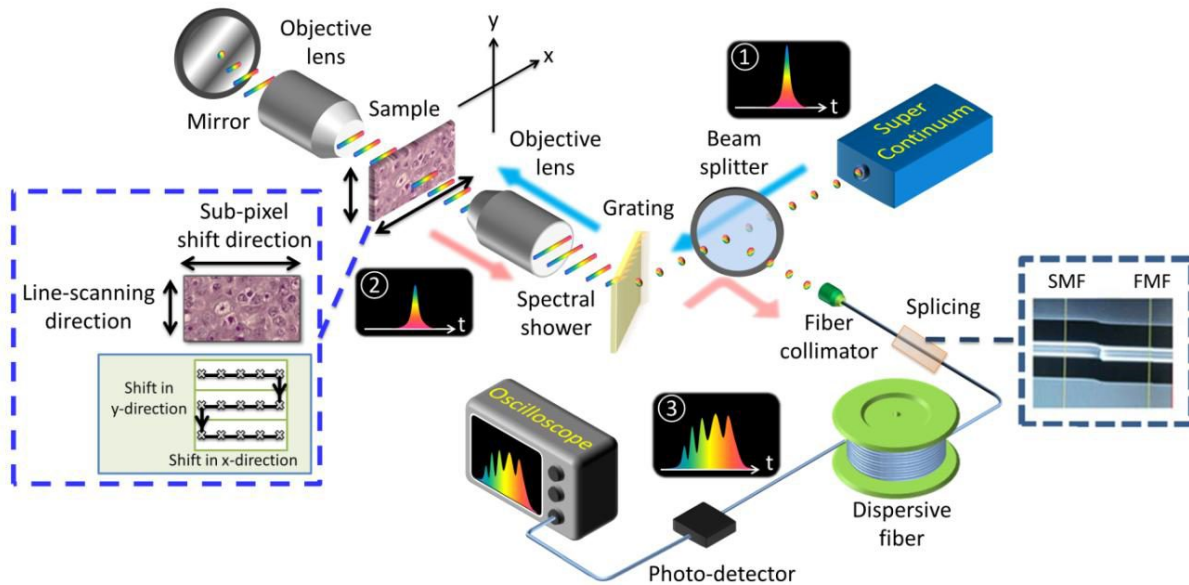 Objective
lens
y
x
Mirror
Sample
①
Super
Continuum
Objective
lens
Beam
splitter
Grating
Sub-pixel
shift direction
Line-scanning
direction
②
t
t
Spectral
shower
Fiber
collimator
Splicing
SMF
FMF
Shift in
y-direction
Shift in x-direction
Oscilloscope
③
t
Dispersive
fiber
Photo-detector